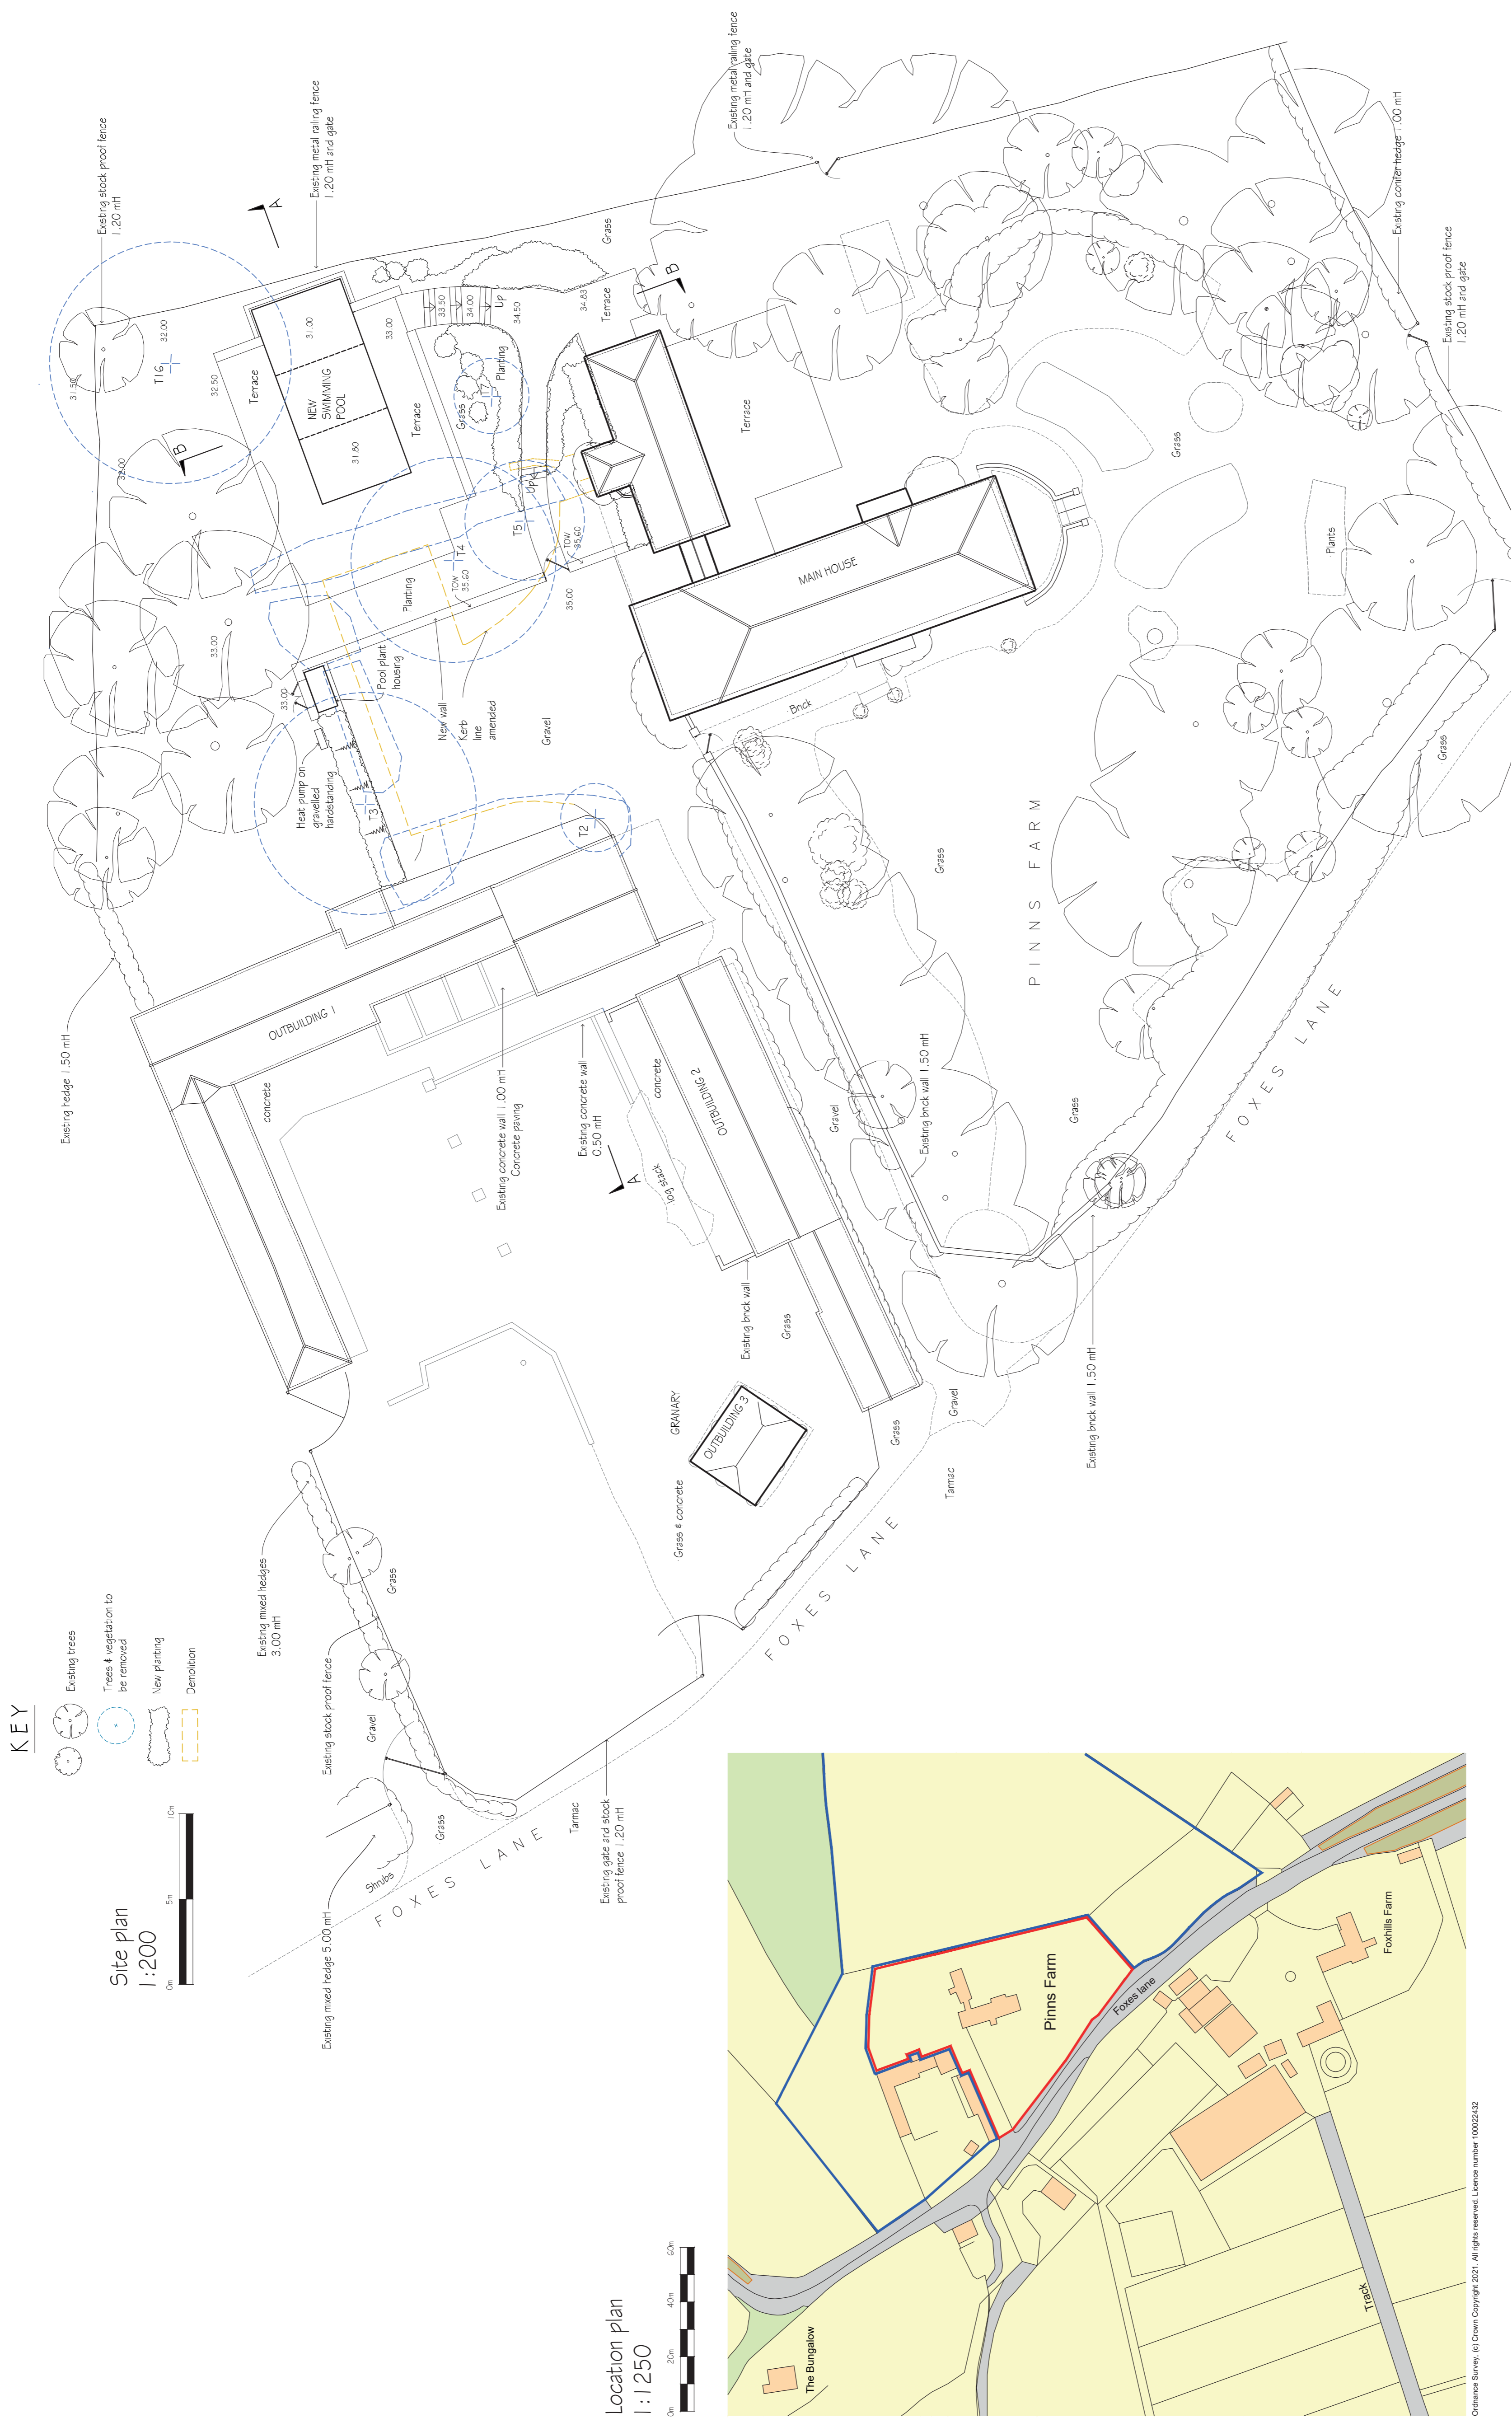 KEY
Existing trees
Trees & vegetation to
be removed
New planting
Demolition
Site plan
1:200
0m
5m
10m
Existing stock proof fence
1.20 mH
Existing metal railing fence
1.20 mH and gate
Existing metal railing fence
1.20 mH and gate
Existing conifer hedge 1.00 mH
Existing stock proof fence
1.20 mH and gate
A
B
31.50
32.00
T16
32.00
32.50
Terrace
31.00
NEW
SWIMMING
POOL
31.80
33.00
Terrace
Grass
33.50
34.00
Up
34.50
34.83
Terrace
Grass
B
Planting
T17
Up
T5
T4
TOW
35.60
TOW
35.60
35.00
Planting
33.00
33.00
Pool plant
housing
New wall
Kerb
line
amended
Gravel
Heat pump on
gravelled
hardstanding
T3
T2
Terrace
MAIN HOUSE
Brick
Grass
Plants
Grass
Grass
PINNS FARM
Grass
FOXES LANE
Existing hedge 1.50 mH
OUTBUILDING 1
concrete
Existing concrete wall 1.00 mH
Concrete paving
Existing concrete wall
0.50 mH
A
concrete
log stack
OUTBUILDING 2
Gravel
Existing brick wall 1.50 mH
Existing brick wall
Grass
Existing brick wall 1.50 mH
GRANARY
OUTBUILDING 3
Grass & concrete
Grass
Gravel
Tarmac
FOXES LANE
Existing mixed hedges
3.00 mH
Grass
Existing stock proof fence
Gravel
Existing mixed hedge 5.00 mH
Shrubs
Grass
FOXES LANE
Tarmac
Existing gate and stock
proof fence 1.20 mH
Location plan
1:1250
0m
20m
40m
60m
The Bungalow
Pinns Farm
Foxes lane
Foxhills Farm
Track
Ordnance Survey, (c) Crown Copyright 2021. All rights reserved. Licence number 100022432